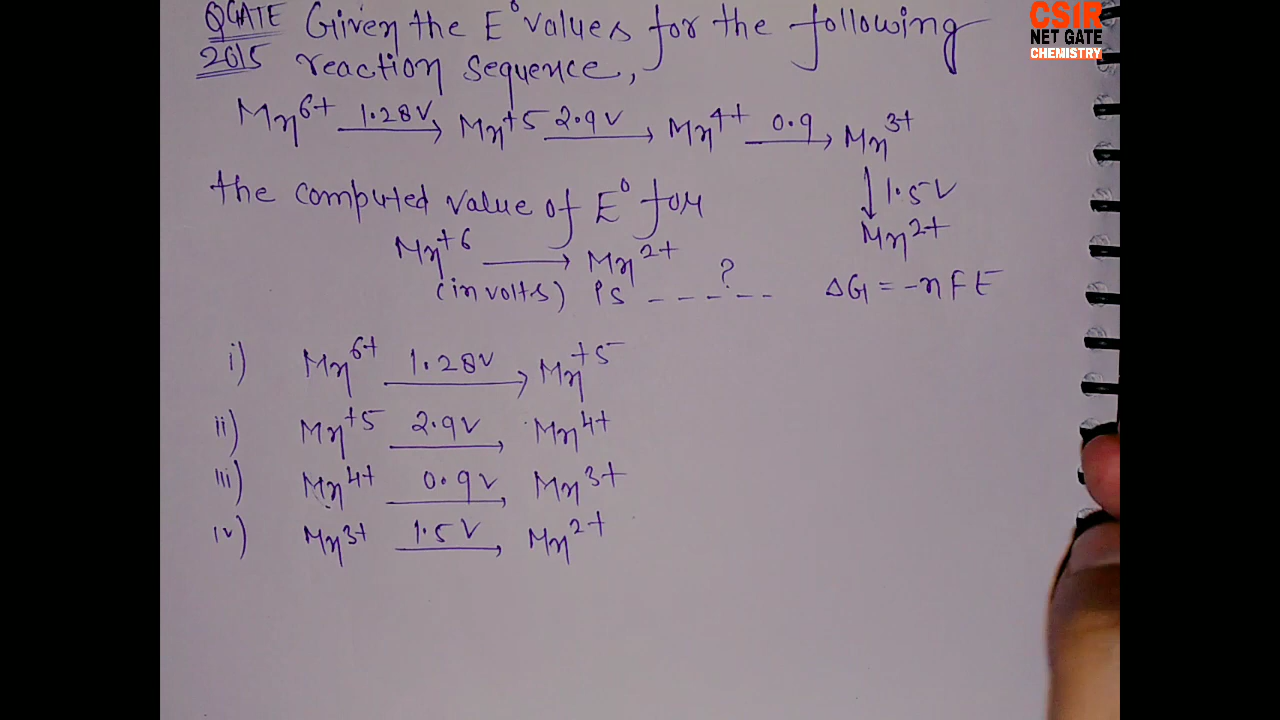 Q GATE Given the E° values for the following
2015 reaction sequence,
Mn⁶⁺ 1.28V→ Mn⁺⁵ 2.9V→ Mn⁴⁺ 0.9→ Mn³⁺
↓ 1.5V
Mn²⁺
the computed value of E° for
Mn⁺⁶ → Mn²⁺
(in volts) is -----? ΔG = -nFE
i) Mn⁶⁺ 1.28V→ Mn⁺⁵
ii) Mn⁺⁵ 2.9V→ Mn⁴⁺
iii) Mn⁴⁺ 0.9V→ Mn³⁺
iv) Mn³⁺ 1.5V→ Mn²⁺
CSIR
NET GATE
CHEMISTRY